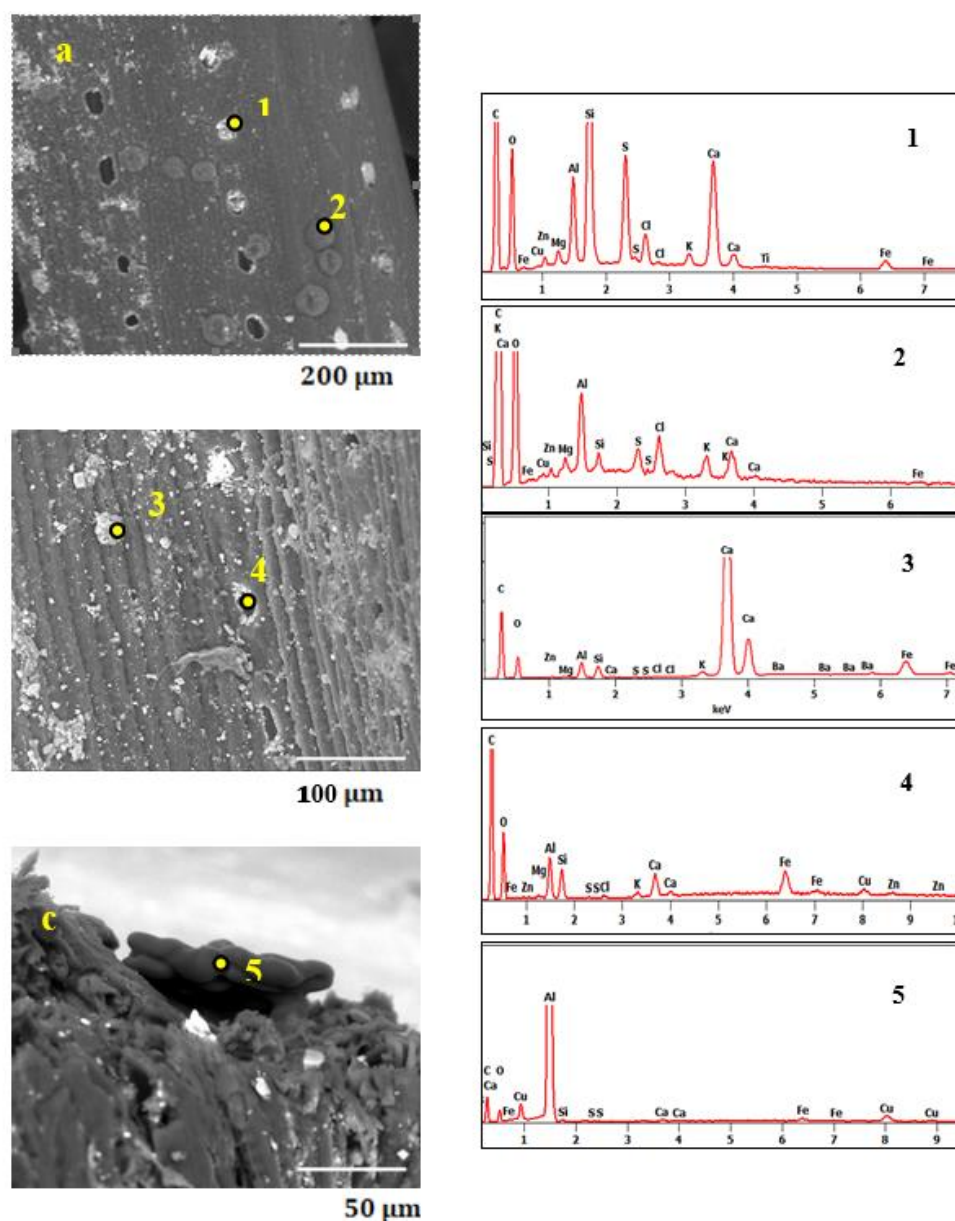 a
1
2
200 μm
3
4
100 μm
c
5
50 μm
1
C
O
Fe
Cu
Zn
Mg
Al
Si
S
S
Cl
Cl
K
Ca
Ca
Ti
Fe
Fe
1 2 3 4 5 6 7
2
C
K
Ca O
Si
S
Fe
Cu
Zn
Mg
Al
Si
S
S
Cl
K
K
Ca
Ca
Fe
1 2 3 4 5 6
3
C
O
Zn
Mg
Al
Si
Ca
S S Cl Cl
K
Ca
Ca
Ba
Ba
Ba
Ba
Fe
Fe
1 2 3 4 5 6 7
keV
4
C
O
Fe Zn
Mg
Al
Si
S S Cl
K
Ca
Ca
Fe
Fe
Cu
Zn
Zn
1 2 3 4 5 6 7 8 9 1
5
C O
Ca
Fe
Cu
Al
Si
S S
Ca Ca
Fe
Fe
Cu
Cu
1 2 3 4 5 6 7 8 9